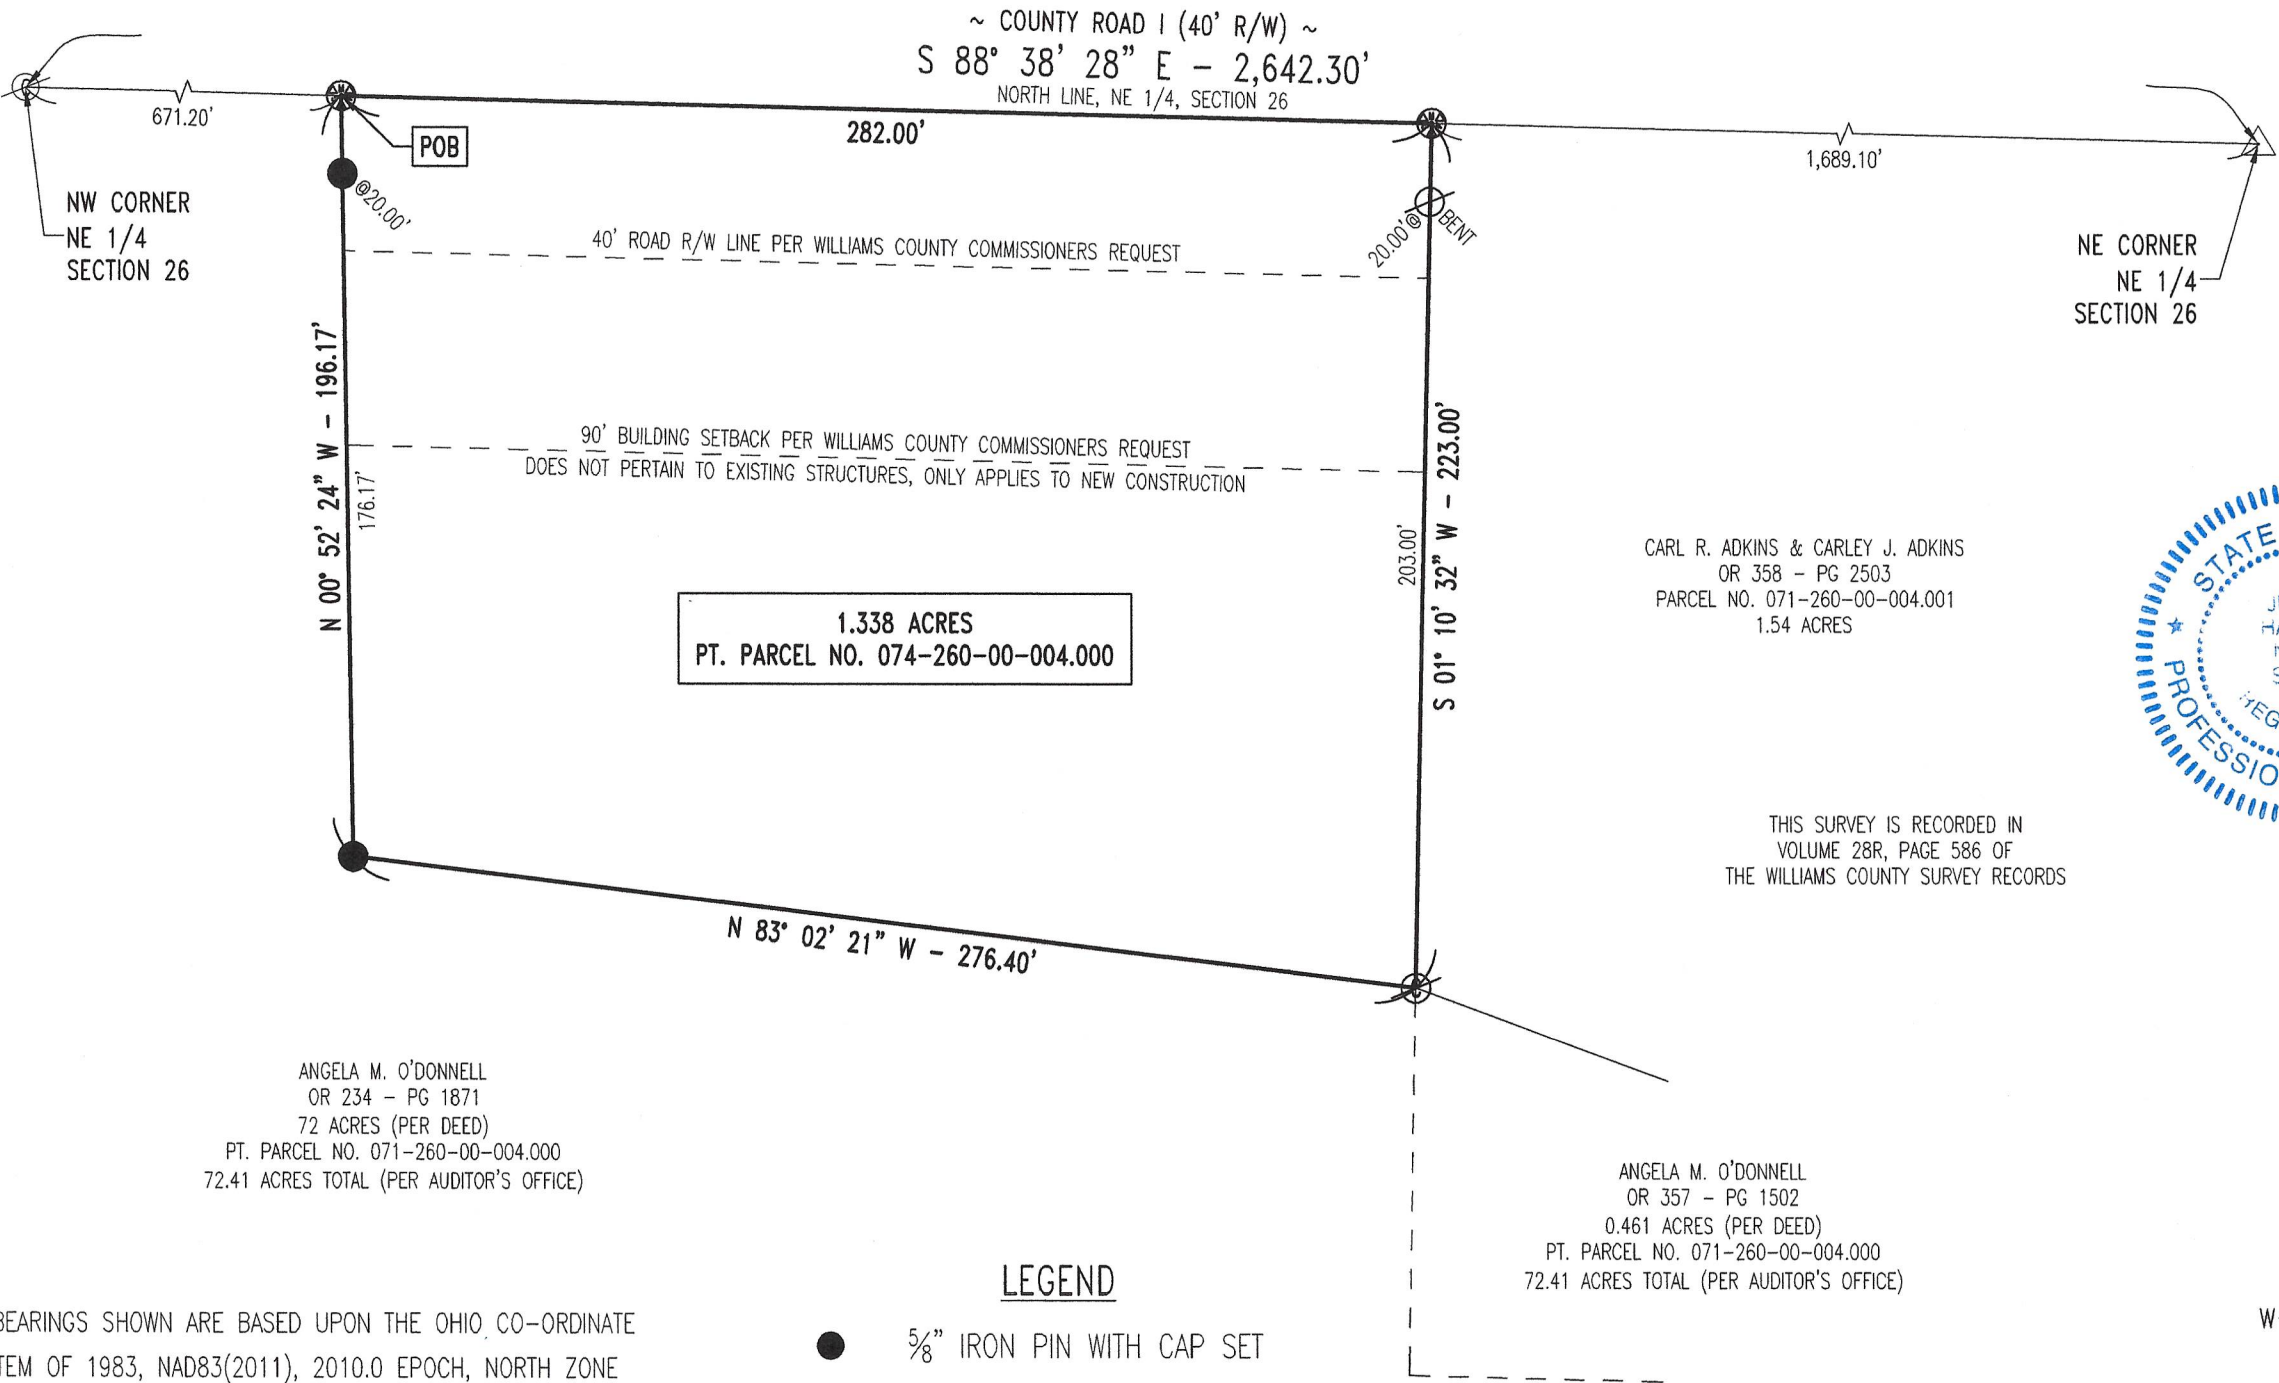 ~ COUNTY ROAD I (40' R/W) ~
S 88° 38' 28" E - 2,642.30'
NORTH LINE, NE 1/4, SECTION 26
671.20'
282.00'
1,689.10'
POB
@20.00'
20.00'@
BENT
NW CORNER
NE 1/4
SECTION 26
NE CORNER
NE 1/4
SECTION 26
40' ROAD R/W LINE PER WILLIAMS COUNTY COMMISSIONERS REQUEST
N 00° 52' 24" W - 196.17'
176.17'
90' BUILDING SETBACK PER WILLIAMS COUNTY COMMISSIONERS REQUEST
DOES NOT PERTAIN TO EXISTING STRUCTURES, ONLY APPLIES TO NEW CONSTRUCTION
203.00'
S 01° 10' 32" W - 223.00'
1.338 ACRES
PT. PARCEL NO. 074-260-00-004.000
CARL R. ADKINS & CARLEY J. ADKINS
OR 358 - PG 2503
PARCEL NO. 071-260-00-004.001
1.54 ACRES
STATE
PROFESSIO
THIS SURVEY IS RECORDED IN
VOLUME 28R, PAGE 586 OF
THE WILLIAMS COUNTY SURVEY RECORDS
N 83° 02' 21" W - 276.40'
ANGELA M. O'DONNELL
OR 234 - PG 1871
72 ACRES (PER DEED)
PT. PARCEL NO. 071-260-00-004.000
72.41 ACRES TOTAL (PER AUDITOR'S OFFICE)
ANGELA M. O'DONNELL
OR 357 - PG 1502
0.461 ACRES (PER DEED)
PT. PARCEL NO. 071-260-00-004.000
72.41 ACRES TOTAL (PER AUDITOR'S OFFICE)
LEGEND
⅝" IRON PIN WITH CAP SET
BEARINGS SHOWN ARE BASED UPON THE OHIO CO-ORDINATE
TEM OF 1983, NAD83(2011), 2010.0 EPOCH, NORTH ZONE
W